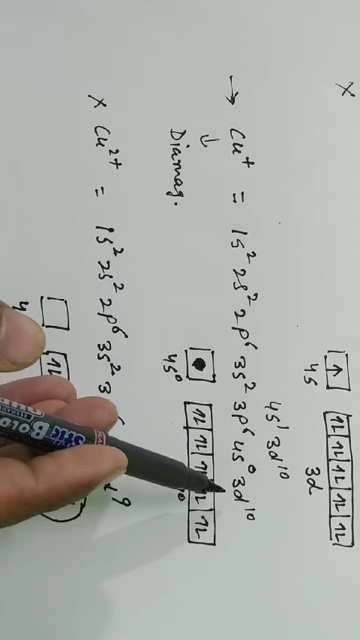 ×
4s 3d
4s¹ 3d¹⁰
→ Cu⁺ = 1s² 2s² 2p⁶ 3s² 3p⁶ 4s⁰ 3d¹⁰
↓
Diamag.
4s⁰
× Cu²⁺ = 1s² 2s² 2p⁶ 3s² 3
BOLD